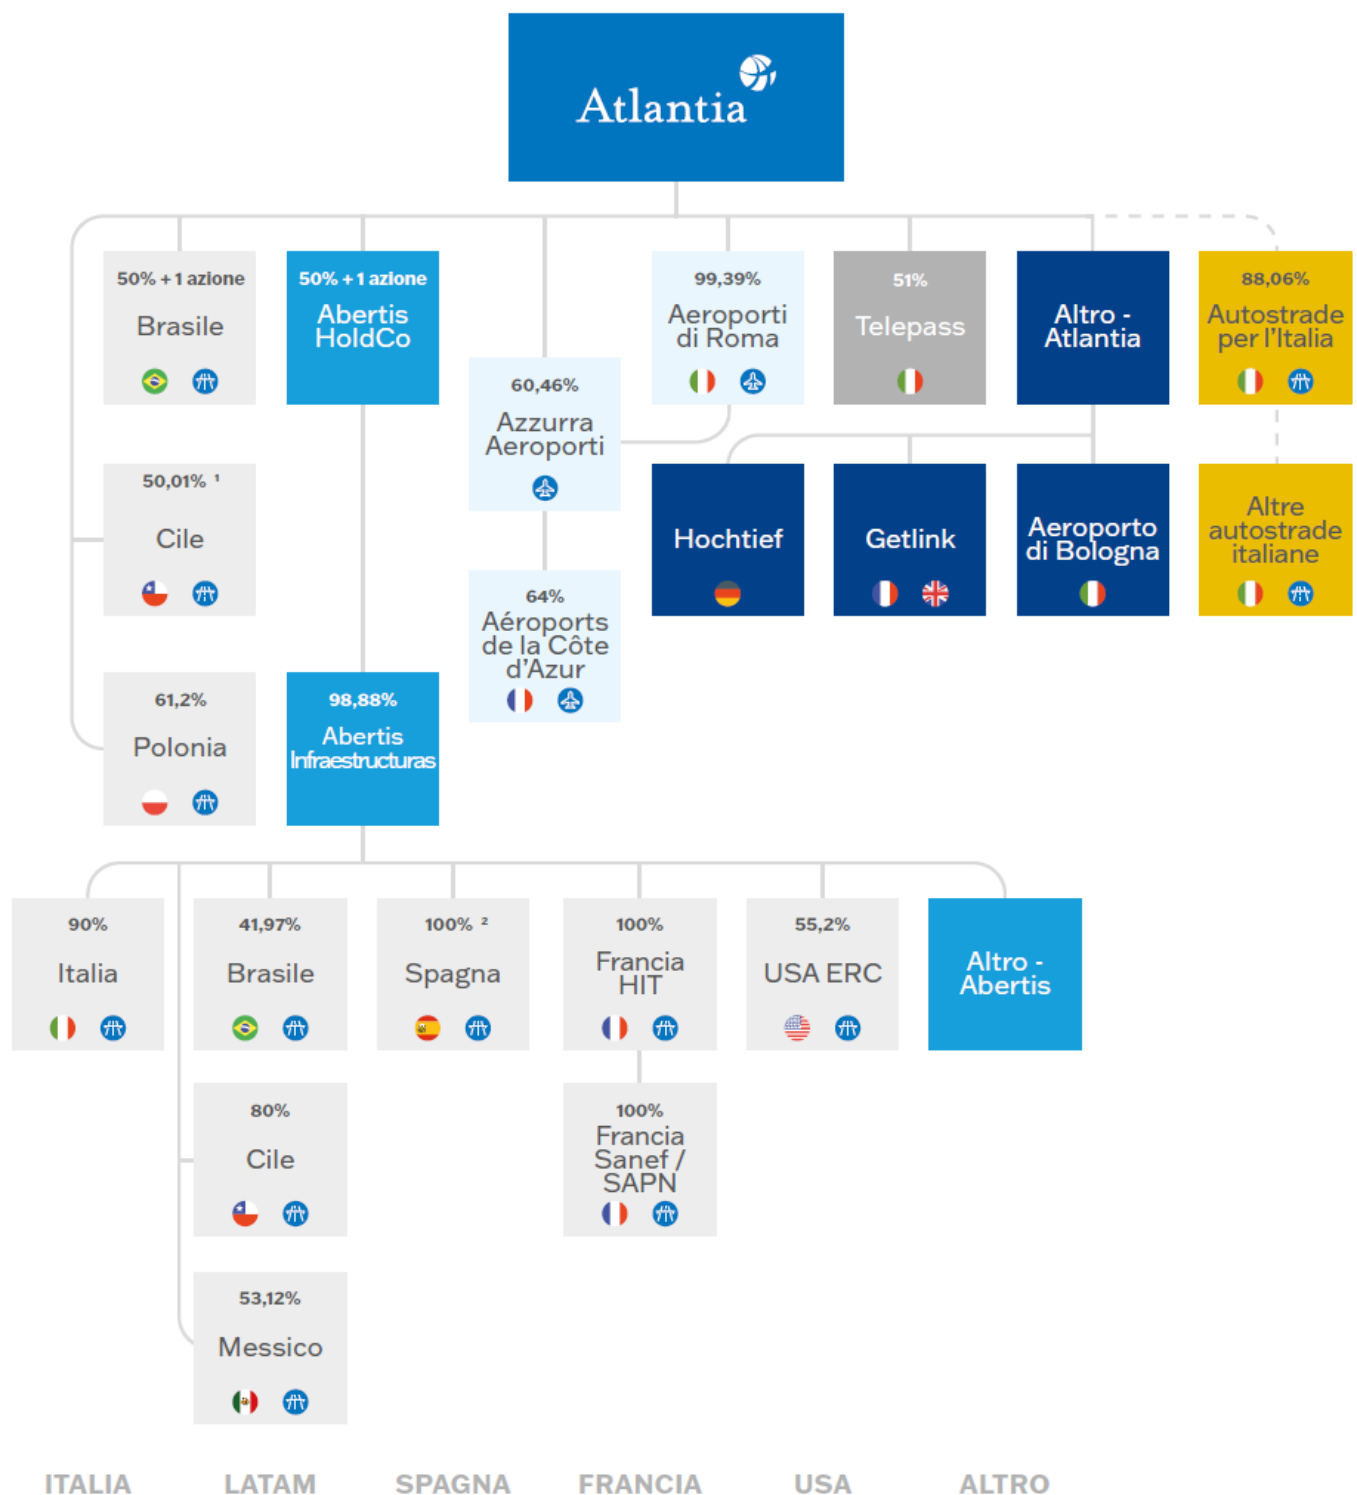 Atlantia
50% + 1 azione
Brasile
50% + 1 azione
Abertis
HoldCo
99,39%
Aeroporti
di Roma
51%
Telepass
Altro -
Atlantia
88,06%
Autostrade
per l'Italia
60,46%
Azzurra
Aeroporti
50,01% ¹
Cile
Hochtief
Getlink
Aeroporto
di Bologna
Altre
autostrade
italiane
64%
Aéroports
de la Côte
d'Azur
61,2%
Polonia
98,88%
Abertis
Infraestructuras
90%
Italia
41,97%
Brasile
100% ²
Spagna
100%
Francia
HIT
55,2%
USA ERC
Altro -
Abertis
80%
Cile
100%
Francia
Sanef /
SAPN
53,12%
Messico
ITALIA
LATAM
SPAGNA
FRANCIA
USA
ALTRO